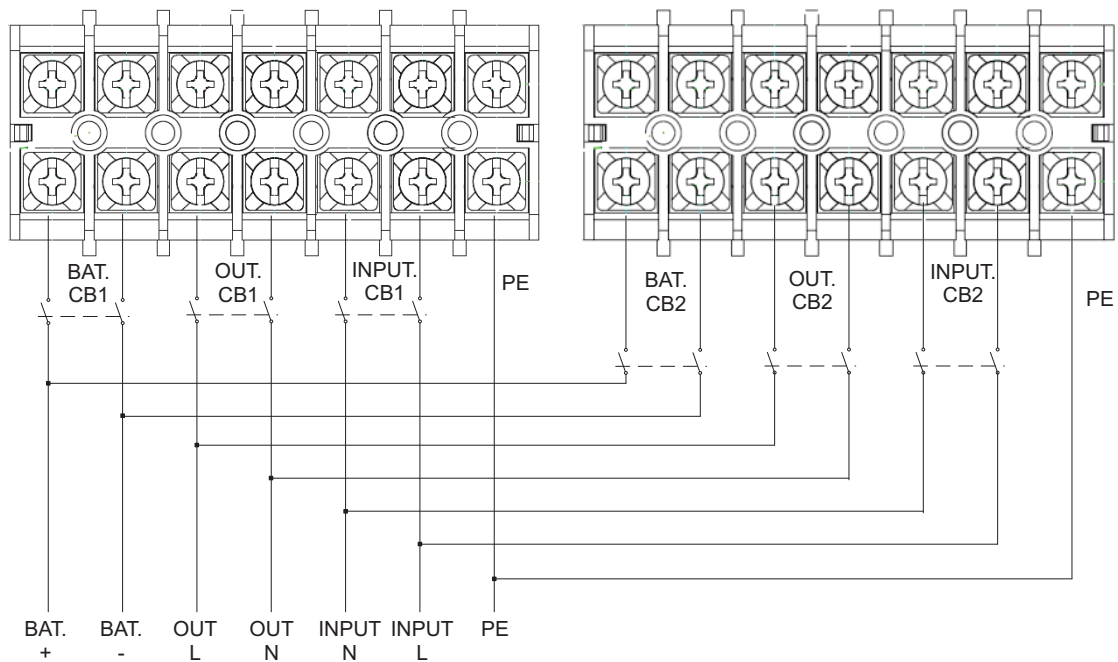 BAT.
CB1
OUT.
CB1
INPUT.
CB1
PE
BAT.
CB2
OUT.
CB2
INPUT.
CB2
PE
BAT.
+
BAT.
-
OUT
L
OUT
N
INPUT
N
INPUT
L
PE